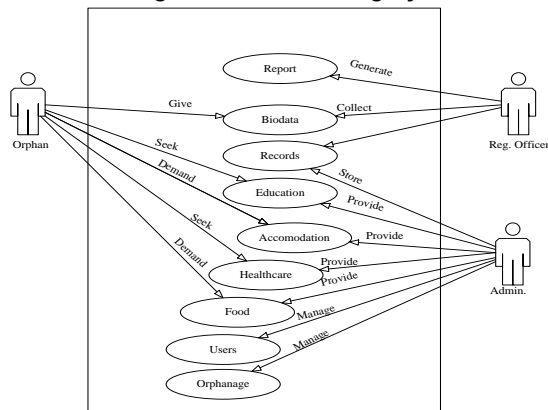 Report
Generate
Give
Collect
Biodata
Orphan
Reg. Officer
Seek
Records
Demand
Store
Education
Provide
Accomodation
Provide
Seek
Demand
Healthcare
Provide
Provide
Admin.
Food
Manage
Users
Manage
Orphanage